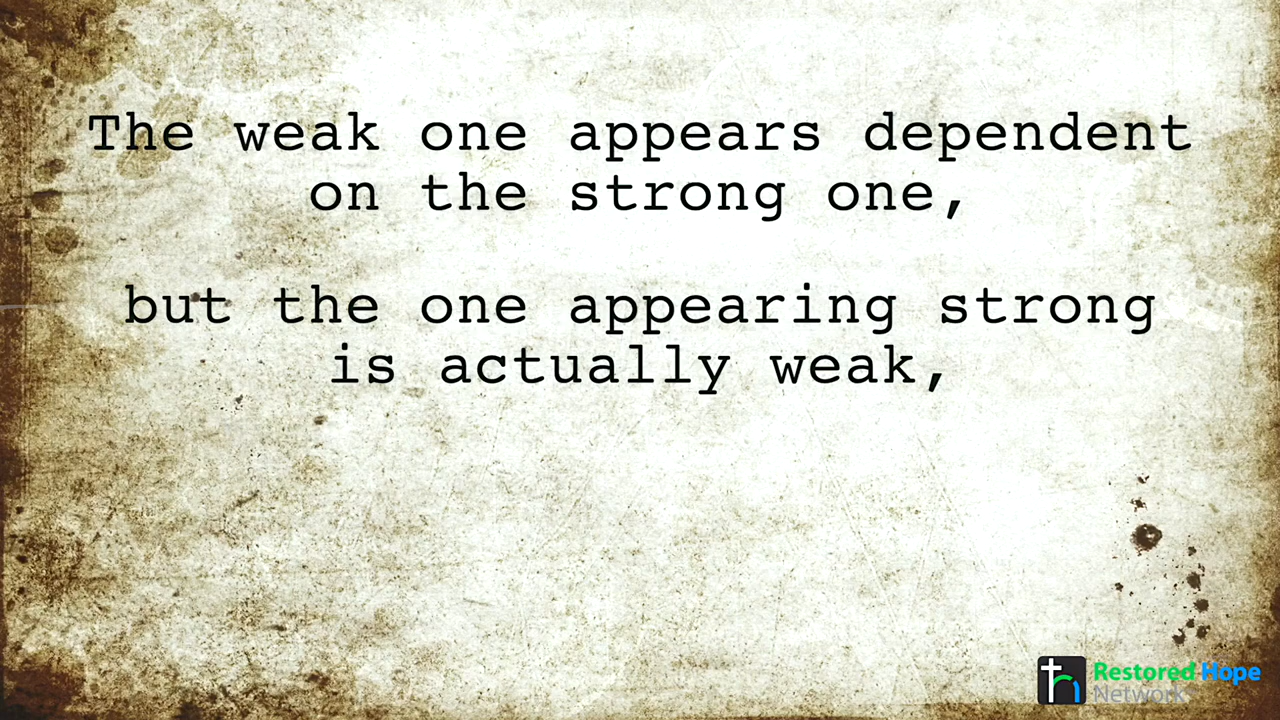 The weak one appears dependent
on the strong one,
but the one appearing strong
is actually weak,
Restored Hope
Network